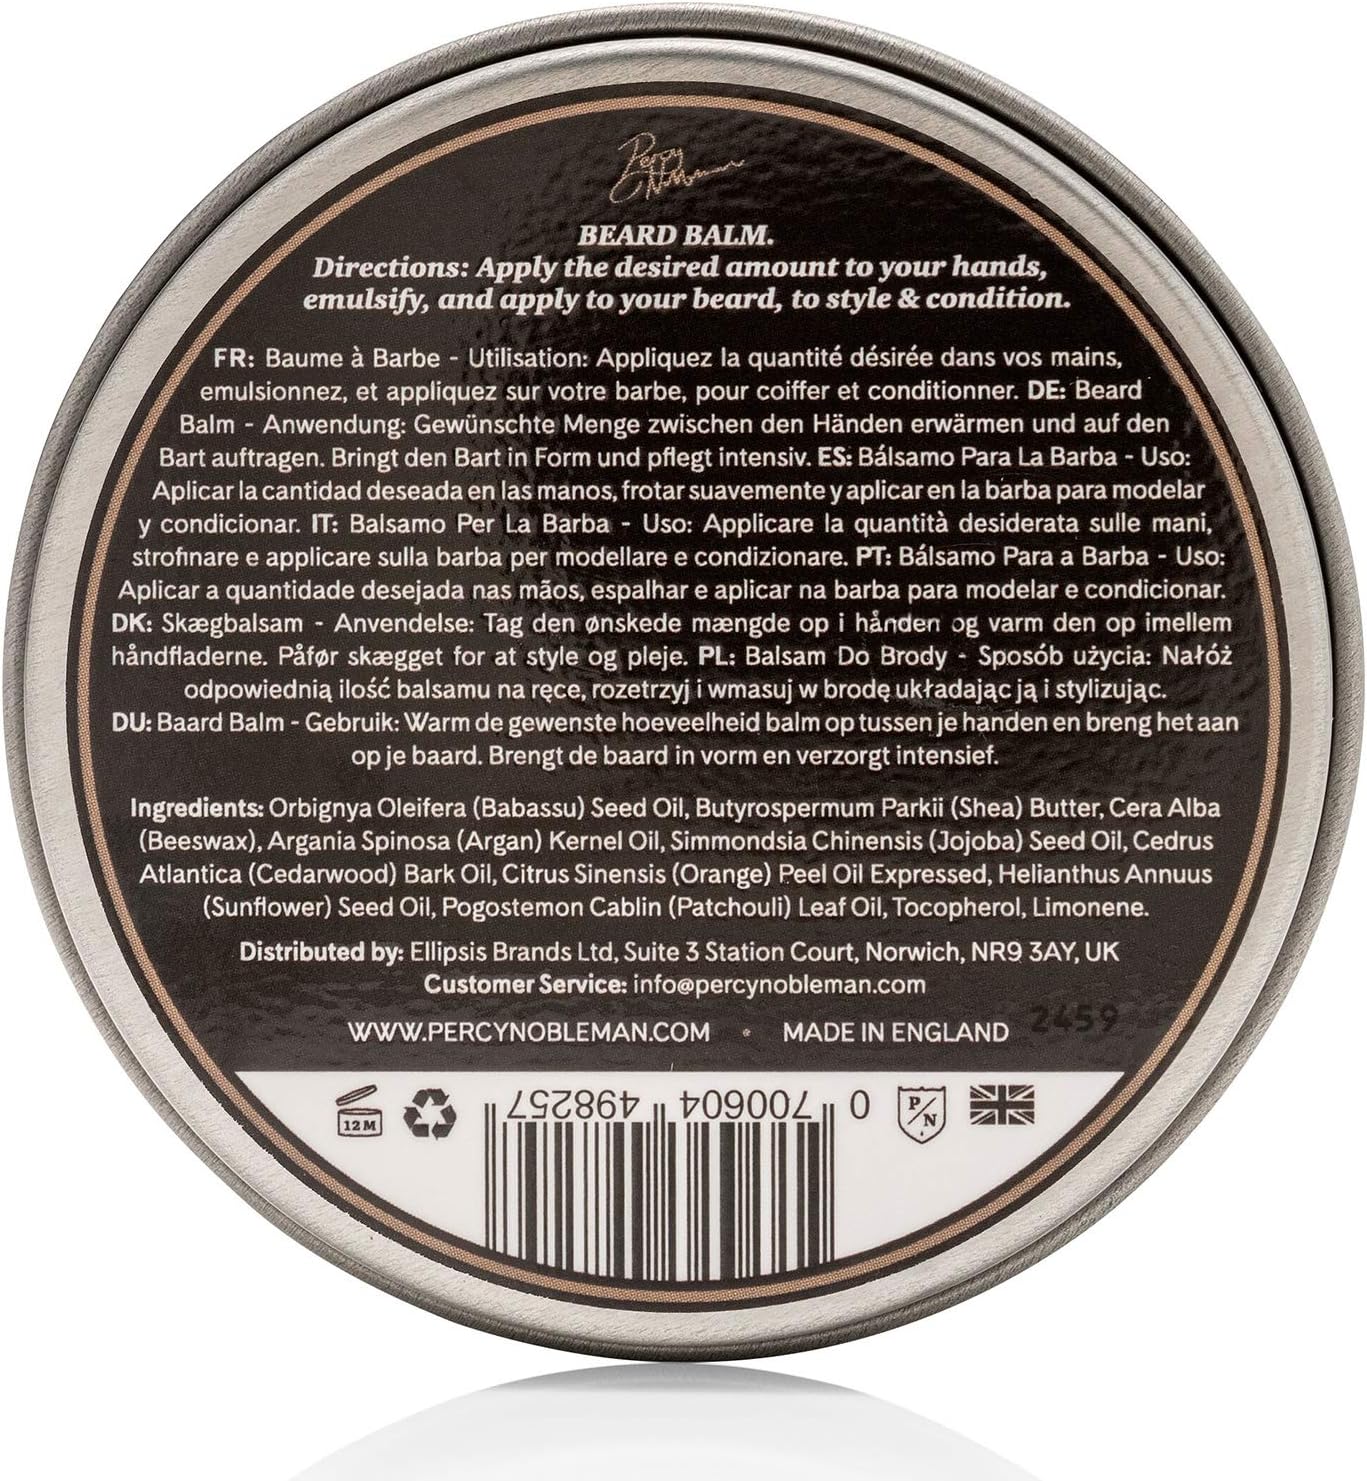 Percy Nobleman
BEARD BALM.
Directions: Apply the desired amount to your hands,
emulsify, and apply to your beard, to style & condition.
FR: Baume à Barbe - Utilisation: Appliquez la quantité désirée dans vos mains,
emulsionnez, et appliquez sur votre barbe, pour coiffer et conditionner. DE: Beard
Balm - Anwendung: Gewünschte Menge zwischen den Händen erwärmen und auf den
Bart auftragen. Bringt den Bart in Form und pflegt intensiv. ES: Bálsamo Para La Barba - Uso:
Aplicar la cantidad deseada en las manos, frotar suavemente y aplicar en la barba para modelar
y condicionar. IT: Balsamo Per La Barba - Uso: Applicare la quantità desiderata sulle mani,
strofinare e applicare sulla barba per modellare e condizionare. PT: Bálsamo Para a Barba - Uso:
Aplicar a quantidade desejada nas mãos, espalhar e aplicar na barba para modelar e condicionar.
DK: Skægbalsam - Anvendelse: Tag den ønskede mængde op i hånden og varm den op imellem
håndfladerne. Påfør skægget for at style og pleje. PL: Balsam Do Brody - Sposób użycia: Nałóż
odpowiednią ilość balsamu na ręce, rozetrzyj i wmasuj w brodę układając ją i stylizując.
DU: Baard Balm - Gebruik: Warm de gewenste hoeveelheid balm op tussen je handen en breng het aan
op je baard. Brengt de baard in vorm en verzorgt intensief.
Ingredients: Orbignya Oleifera (Babassu) Seed Oil, Butyrospermum Parkii (Shea) Butter, Cera Alba
(Beeswax), Argania Spinosa (Argan) Kernel Oil, Simmondsia Chinensis (Jojoba) Seed Oil, Cedrus
Atlantica (Cedarwood) Bark Oil, Citrus Sinensis (Orange) Peel Oil Expressed, Helianthus Annuus
(Sunflower) Seed Oil, Pogostemon Cablin (Patchouli) Leaf Oil, Tocopherol, Limonene.
Distributed by: Ellipsis Brands Ltd, Suite 3 Station Court, Norwich, NR9 3AY, UK
Customer Service: info@percynobleman.com
WWW.PERCYNOBLEMAN.COM • MADE IN ENGLAND
2459
12M
0 700604 498257
P/N